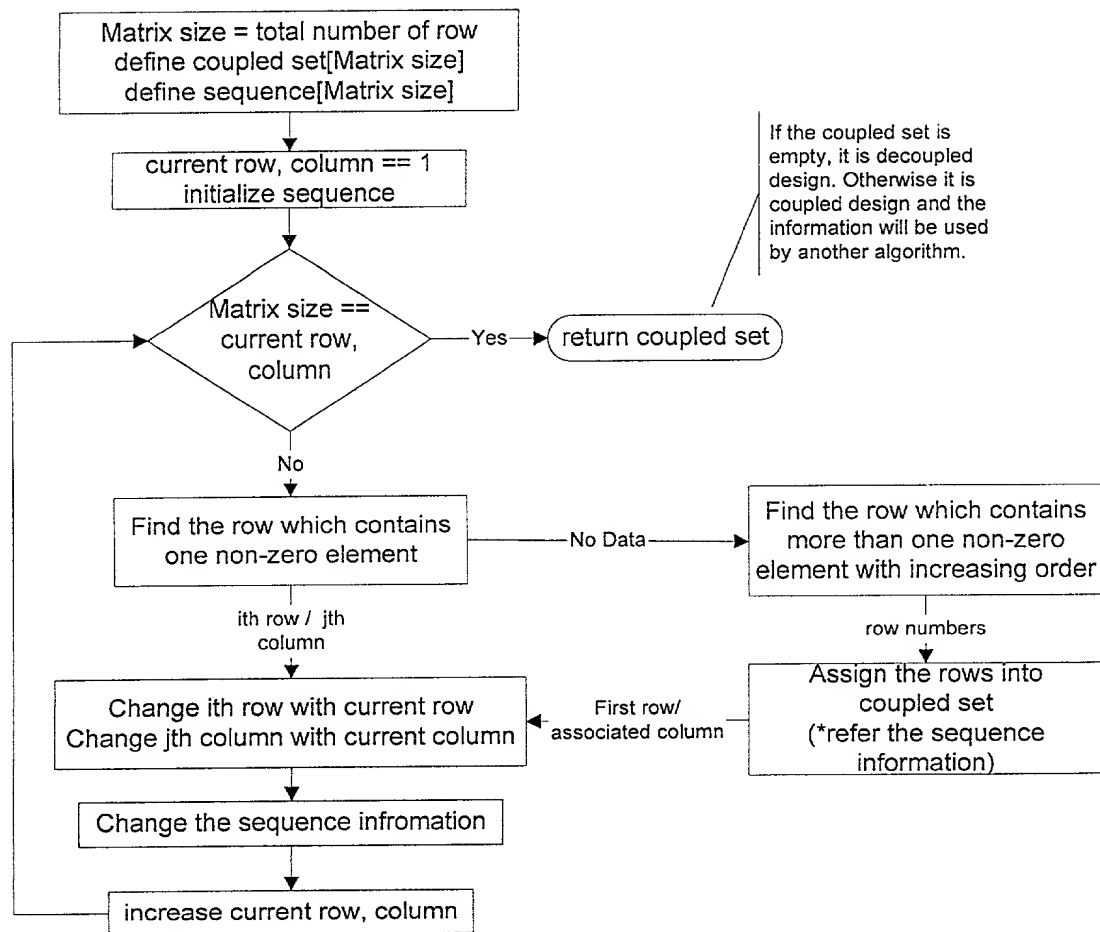 Matrix size = total number of row
define coupled set[Matrix size]
define sequence[Matrix size]
current row, column == 1
initialize sequence
If the coupled set is
empty, it is decoupled
design. Otherwise it is
coupled design and the
information will be used
by another algorithm.
Matrix size ==
current row,
column
Yes
return coupled set
No
Find the row which contains
one non-zero element
No Data
Find the row which contains
more than one non-zero
element with increasing order
ith row / jth
column
row numbers
Change ith row with current row
Change jth column with current column
First row/
associated column
Assign the rows into
coupled set
(*refer the sequence
information)
Change the sequence infromation
increase current row, column